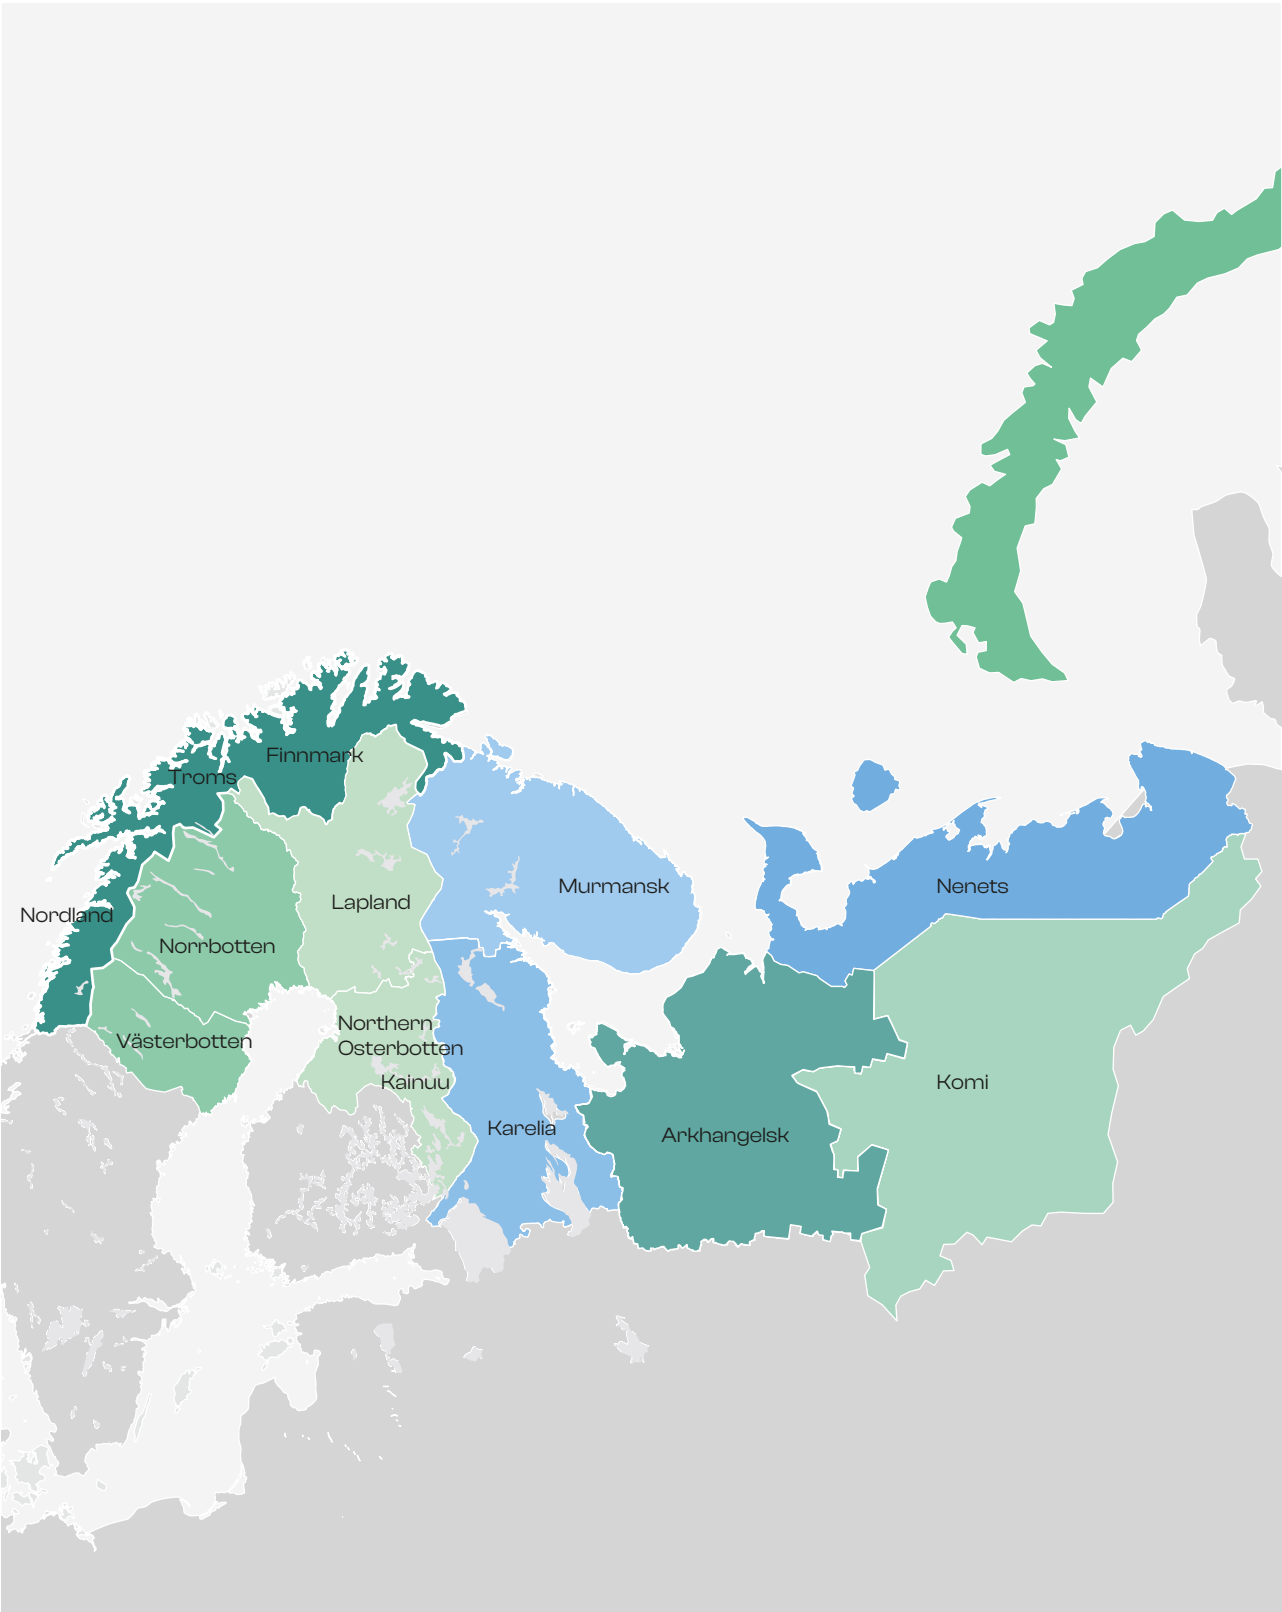 Finnmark
Troms
Nordland
Lapland
Murmansk
Nenets
Norrbotten
Västerbotten
Northern
Osterbotten
Kainuu
Karelia
Arkhangelsk
Komi